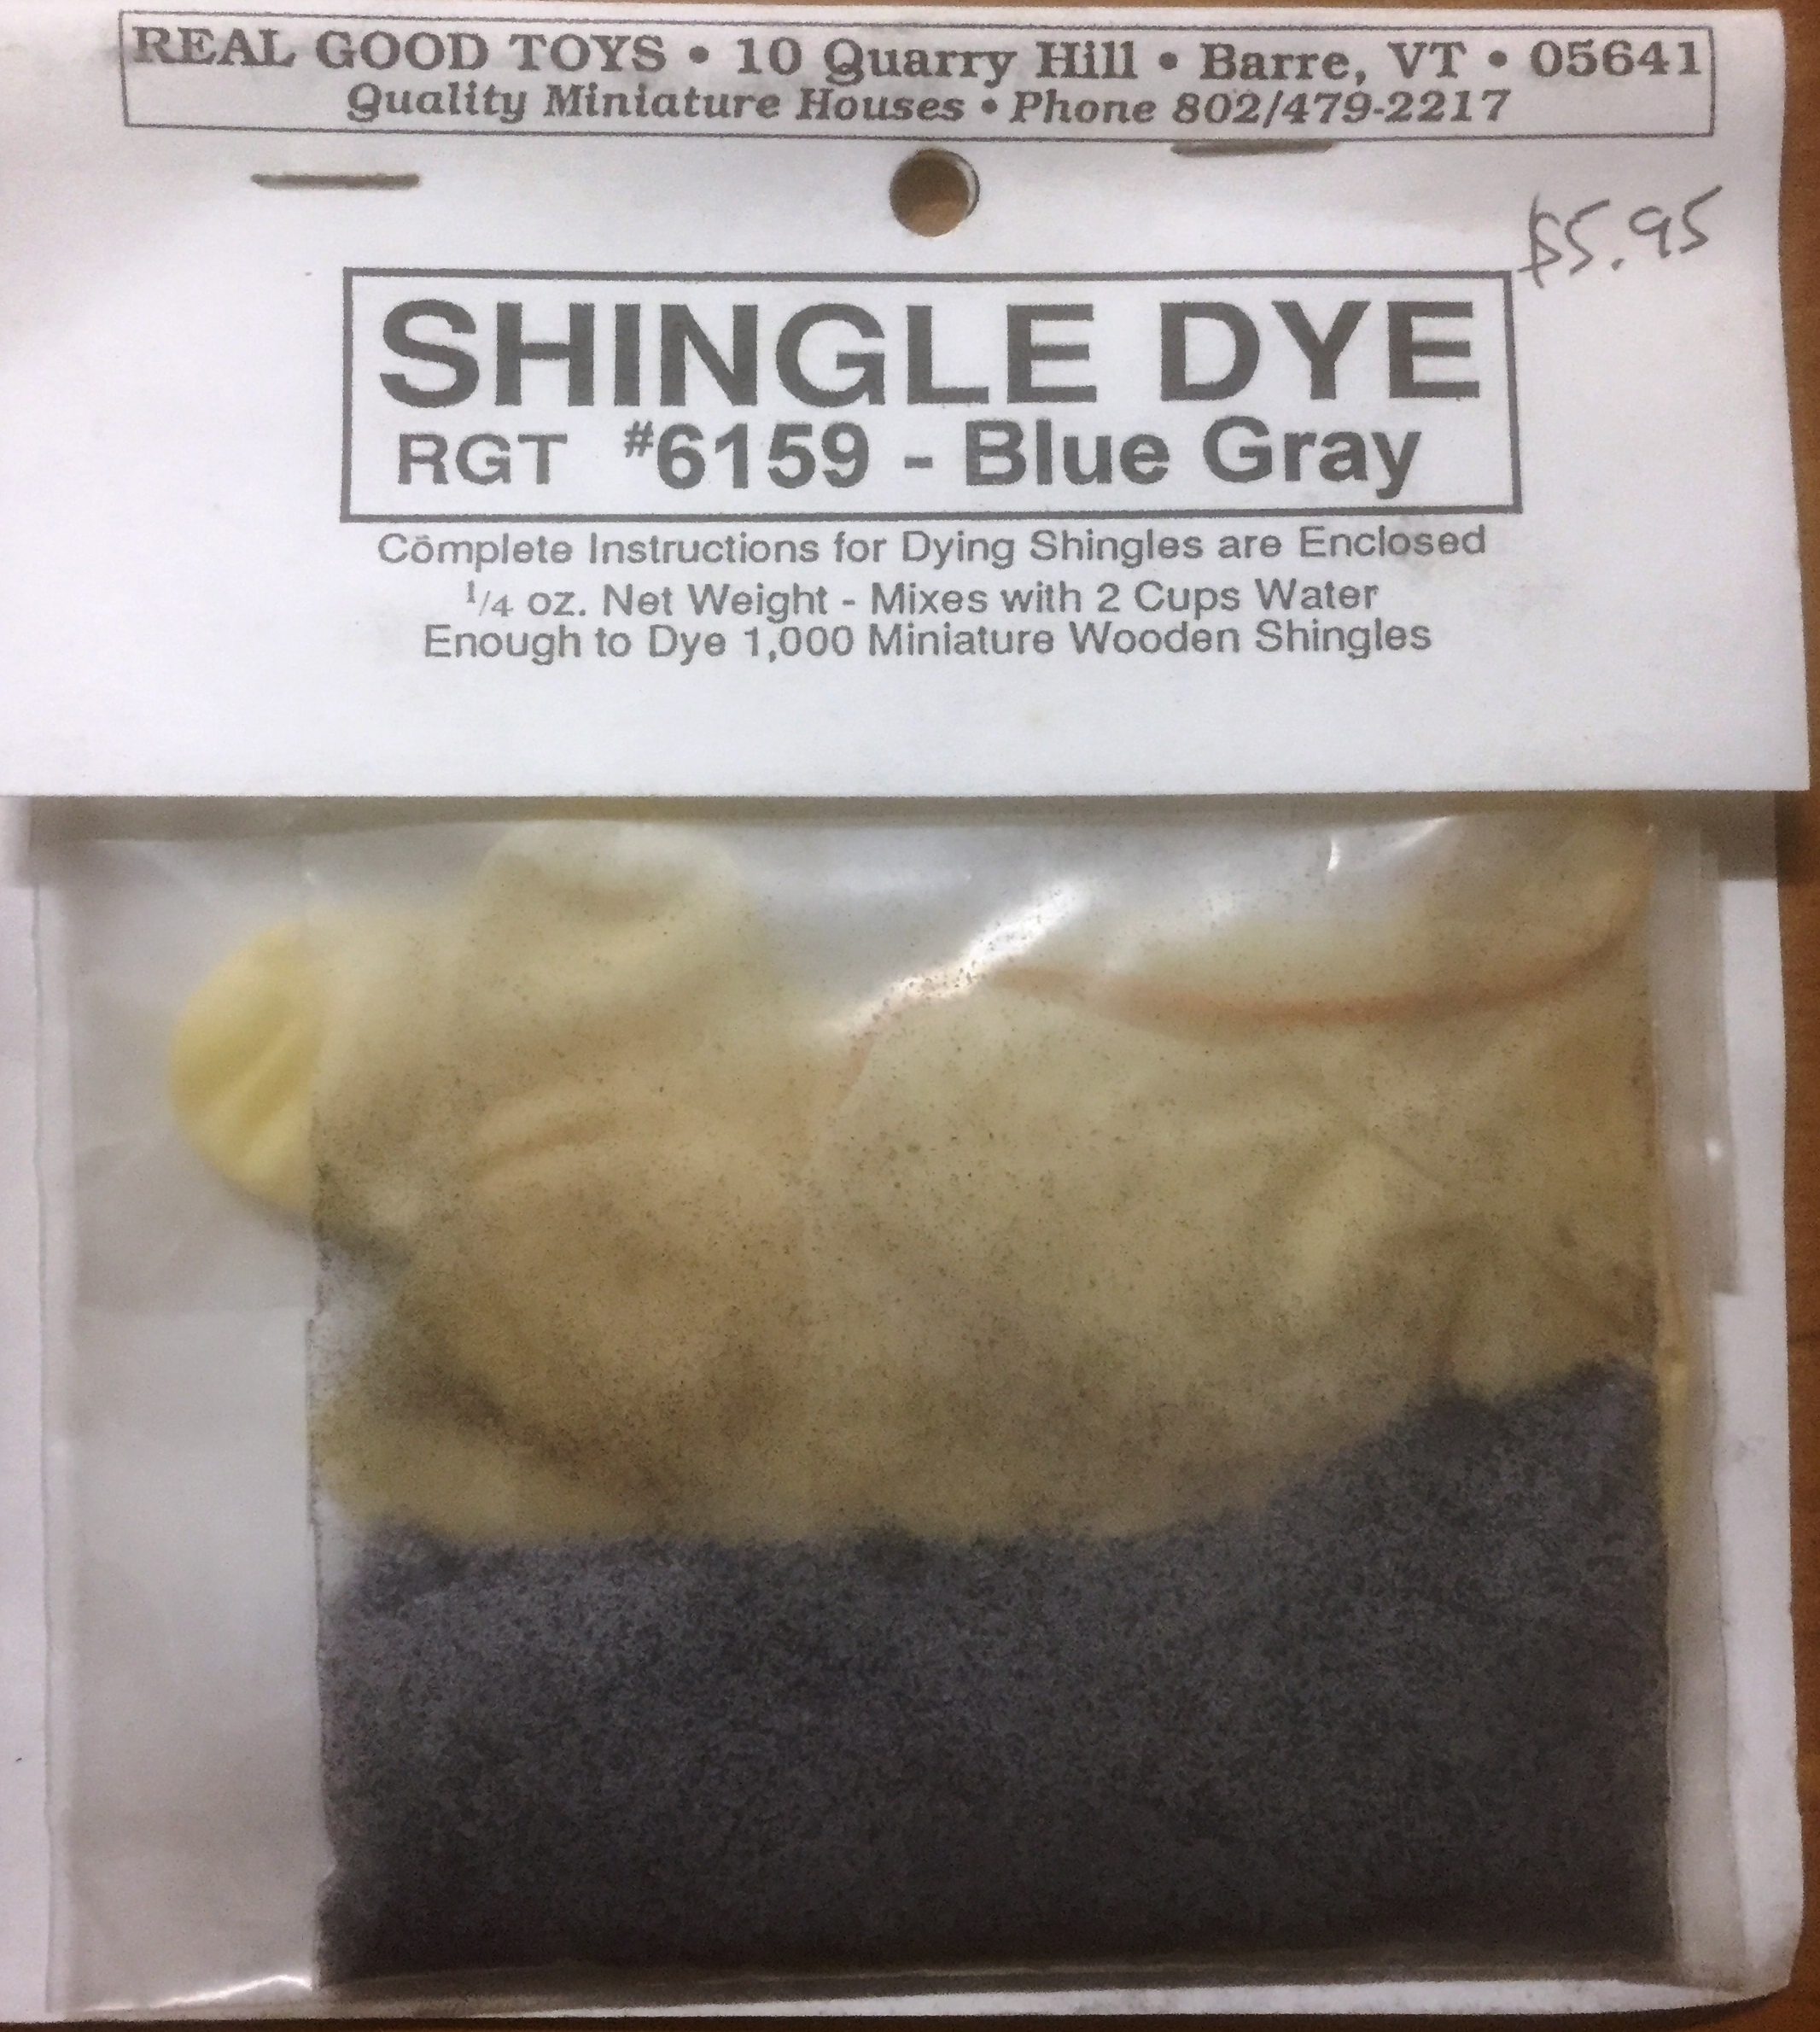 REAL GOOD TOYS • 10 Quarry Hill • Barre, VT • 05641
Quality Miniature Houses • Phone 802/479-2217
$5.95
SHINGLE DYE
RGT #6159 - Blue Gray
Complete Instructions for Dying Shingles are Enclosed
1/4 oz. Net Weight - Mixes with 2 Cups Water
Enough to Dye 1,000 Miniature Wooden Shingles